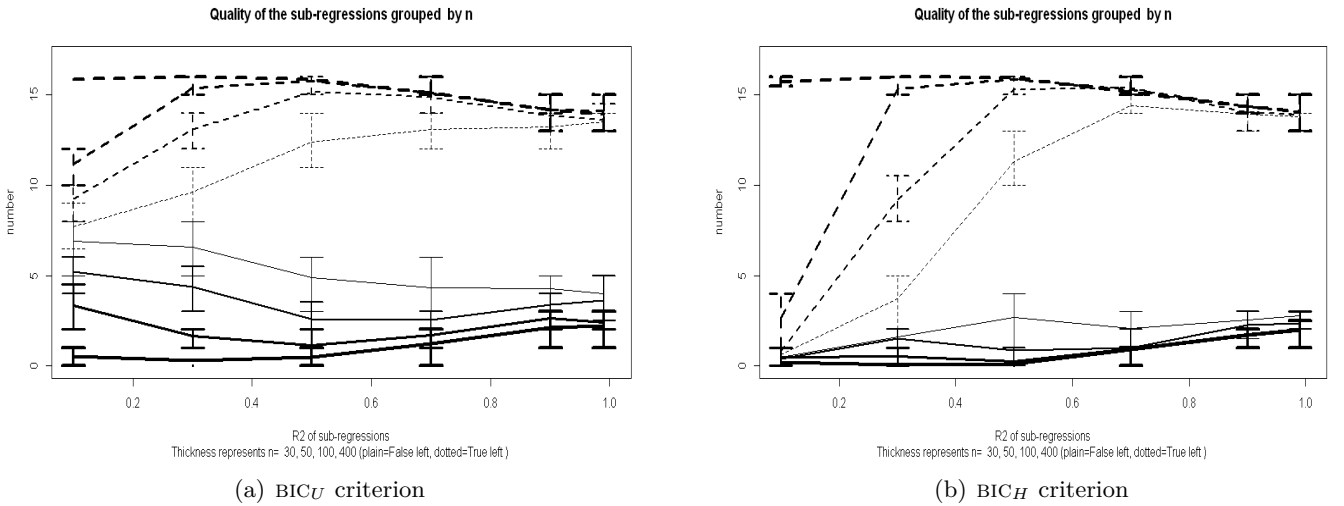 Quality of the sub-regressions grouped by n
number
15
10
5
0
0.2 0.4 0.6 0.8 1.0
R2 of sub-regressions
Thickness represents n= 30, 50, 100, 400 (plain=False left, dotted=True left )
(a) BICU criterion
Quality of the sub-regressions grouped by n
number
15
10
5
0
0.2 0.4 0.6 0.8 1.0
R2 of sub-regressions
Thickness represents n= 30, 50, 100, 400 (plain=False left, dotted=True left )
(b) BICH criterion